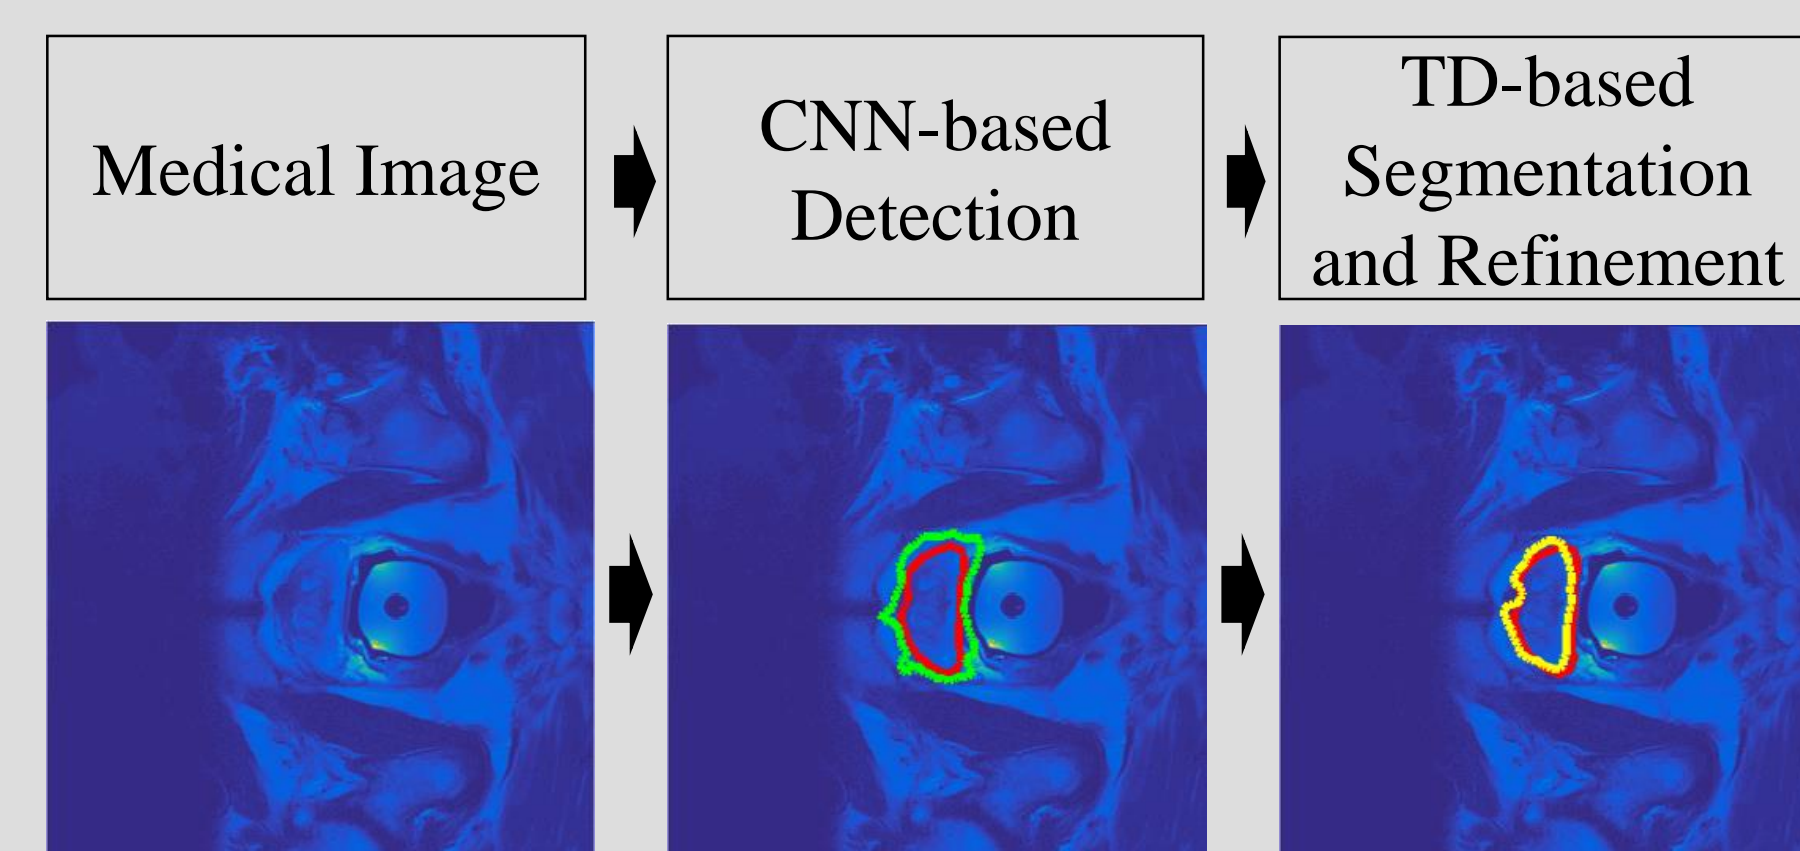 Medical Image
CNN-based
Detection
TD-based
Segmentation
and Refinement